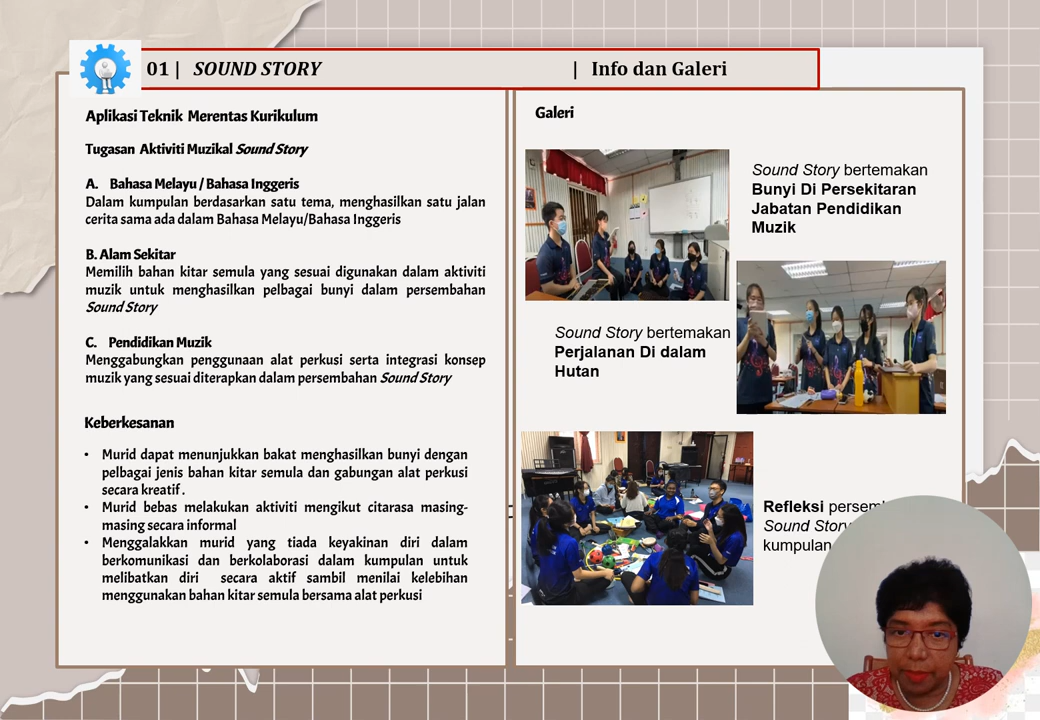 01 | SOUND STORY | Info dan Galeri
Aplikasi Teknik Merentas Kurikulum
Tugasan Aktiviti Muzikal Sound Story
A. Bahasa Melayu / Bahasa Inggeris
Dalam kumpulan berdasarkan satu tema, menghasilkan satu jalan
cerita sama ada dalam Bahasa Melayu/Bahasa Inggeris
B. Alam Sekitar
Memilih bahan kitar semula yang sesuai digunakan dalam aktiviti
muzik untuk menghasilkan pelbagai bunyi dalam persembahan
Sound Story
C. Pendidikan Muzik
Menggabungkan penggunaan alat perkusi serta integrasi konsep
muzik yang sesuai diterapkan dalam persembahan Sound Story
Keberkesanan
• Murid dapat menunjukkan bakat menghasilkan bunyi dengan
pelbagai jenis bahan kitar semula dan gabungan alat perkusi
secara kreatif .
• Murid bebas melakukan aktiviti mengikut citarasa masing-
masing secara informal
• Menggalakkan murid yang tiada keyakinan diri dalam
berkomunikasi dan berkolaborasi dalam kumpulan untuk
melibatkan diri secara aktif sambil menilai kelebihan
menggunakan bahan kitar semula bersama alat perkusi
Galeri
Sound Story bertemakan
Bunyi Di Persekitaran
Jabatan Pendidikan
Muzik
Sound Story bertemakan
Perjalanan Di dalam
Hutan
Refleksi
Sound Story
kumpulan